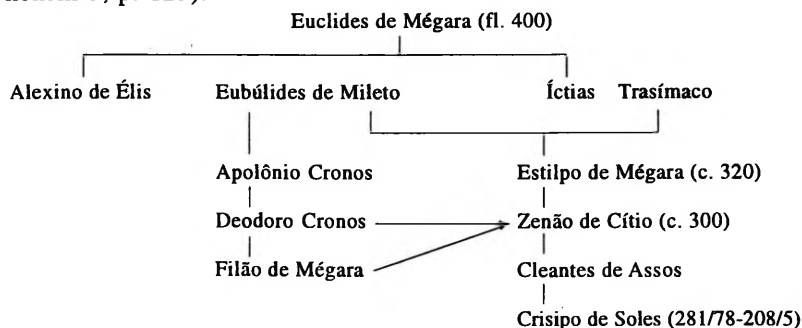 Euclides de Mégara (fl. 400)
Alexino de Élis Eubúlides de Mileto Íctias Trasímaco
Apolônio Cronos Estilpo de Mégara (c. 320)
Deodoro Cronos Zenão de Cítio (c. 300)
Filão de Mégara Cleantes de Assos
Crisipo de Soles (281/78-208/5)